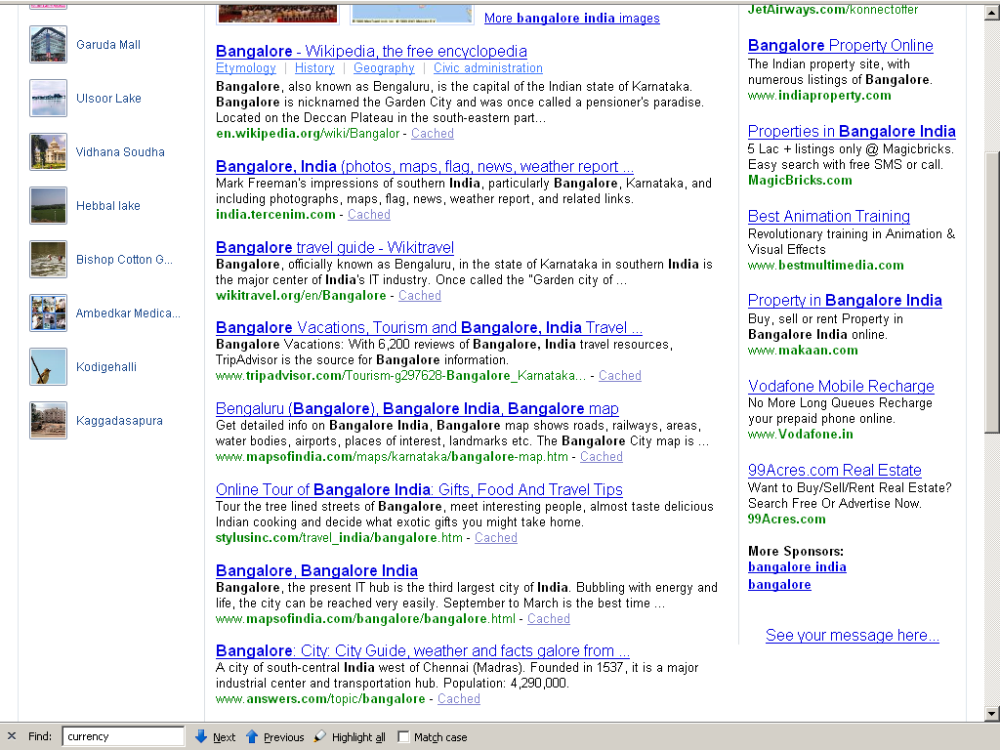 Garuda Mall
Ulsoor Lake
Vidhana Soudha
Hebbal lake
Bishop Cotton G...
Ambedkar Medica...
Kodigehalli
Kaggadasapura
More bangalore india images
Bangalore - Wikipedia, the free encyclopedia
Etymology | History | Geography | Civic administration
Bangalore, also known as Bengaluru, is the capital of the Indian state of Karnataka.
Bangalore is nicknamed the Garden City and was once called a pensioner's paradise.
Located on the Deccan Plateau in the south-eastern part...
en.wikipedia.org/wiki/Bangalor - Cached
Bangalore, India (photos, maps, flag, news, weather report ...
Mark Freeman's impressions of southern India, particularly Bangalore, Karnataka, and
including photographs, maps, flag, news, weather report, and related links.
india.tercenim.com - Cached
Bangalore travel guide - Wikitravel
Bangalore, officially known as Bengaluru, in the state of Karnataka in southern India is
the major center of India's IT industry. Once called the "Garden city of ...
wikitravel.org/en/Bangalore - Cached
Bangalore Vacations, Tourism and Bangalore, India Travel ...
Bangalore Vacations: With 6,200 reviews of Bangalore, India travel resources,
TripAdvisor is the source for Bangalore information.
www.tripadvisor.com/Tourism-g297628-Bangalore_Karnataka... - Cached
Bengaluru (Bangalore), Bangalore India, Bangalore map
Get detailed info on Bangalore India, Bangalore map shows roads, railways, areas,
water bodies, airports, places of interest, landmarks etc. The Bangalore City map is ...
www.mapsofindia.com/maps/karnataka/bangalore-map.htm - Cached
Online Tour of Bangalore India: Gifts, Food And Travel Tips
Tour the tree lined streets of Bangalore, meet interesting people, almost taste delicious
Indian cooking and decide what exotic gifts you might take home.
stylusinc.com/travel_india/bangalore.htm - Cached
Bangalore, Bangalore India
Bangalore, the present IT hub is the third largest city of India. Bubbling with energy and
life, the city can be reached very easily. September to March is the best time ...
www.mapsofindia.com/bangalore/bangalore.html - Cached
Bangalore: City: City Guide, weather and facts galore from ...
A city of south-central India west of Chennai (Madras). Founded in 1537, it is a major
industrial center and transportation hub. Population: 4,290,000.
www.answers.com/topic/bangalore - Cached
JetAirways.com/konnectoffer
Bangalore Property Online
The Indian property site, with
numerous listings of Bangalore.
www.indiaproperty.com
Properties in Bangalore India
5 Lac + listings only @ Magicbricks.
Easy search with free SMS or call.
MagicBricks.com
Best Animation Training
Revolutionary training in Animation &
Visual Effects
www.bestmultimedia.com
Property in Bangalore India
Buy, sell or rent Property in
Bangalore India online.
www.makaan.com
Vodafone Mobile Recharge
No More Long Queues Recharge
your prepaid phone online.
www.Vodafone.in
99Acres.com Real Estate
Want to Buy/Sell/Rent Real Estate?
Search Free Or Advertise Now.
99Acres.com
More Sponsors:
bangalore india
bangalore
See your message here...
Find: currency Next Previous Highlight all Match case